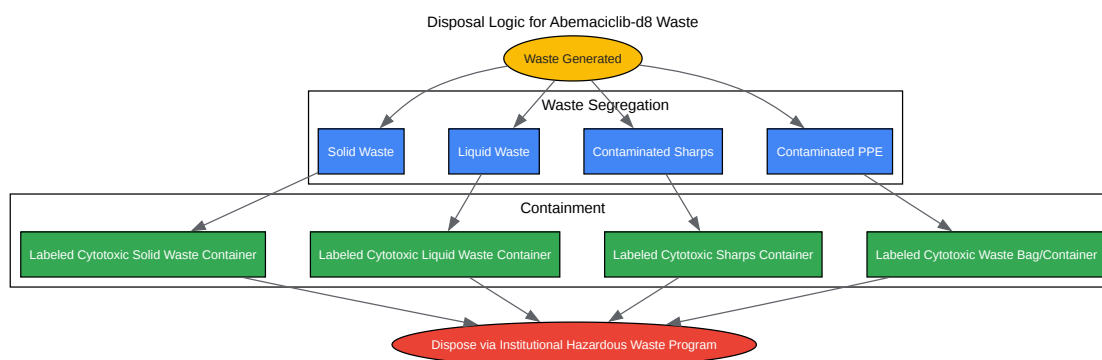 Disposal Logic for Abemaciclib-d8 Waste
Waste Generated
Waste Segregation
Solid Waste
Liquid Waste
Contaminated Sharps
Contaminated PPE
Containment
Labeled Cytotoxic Solid Waste Container
Labeled Cytotoxic Liquid Waste Container
Labeled Cytotoxic Sharps Container
Labeled Cytotoxic Waste Bag/Container
Dispose via Institutional Hazardous Waste Program